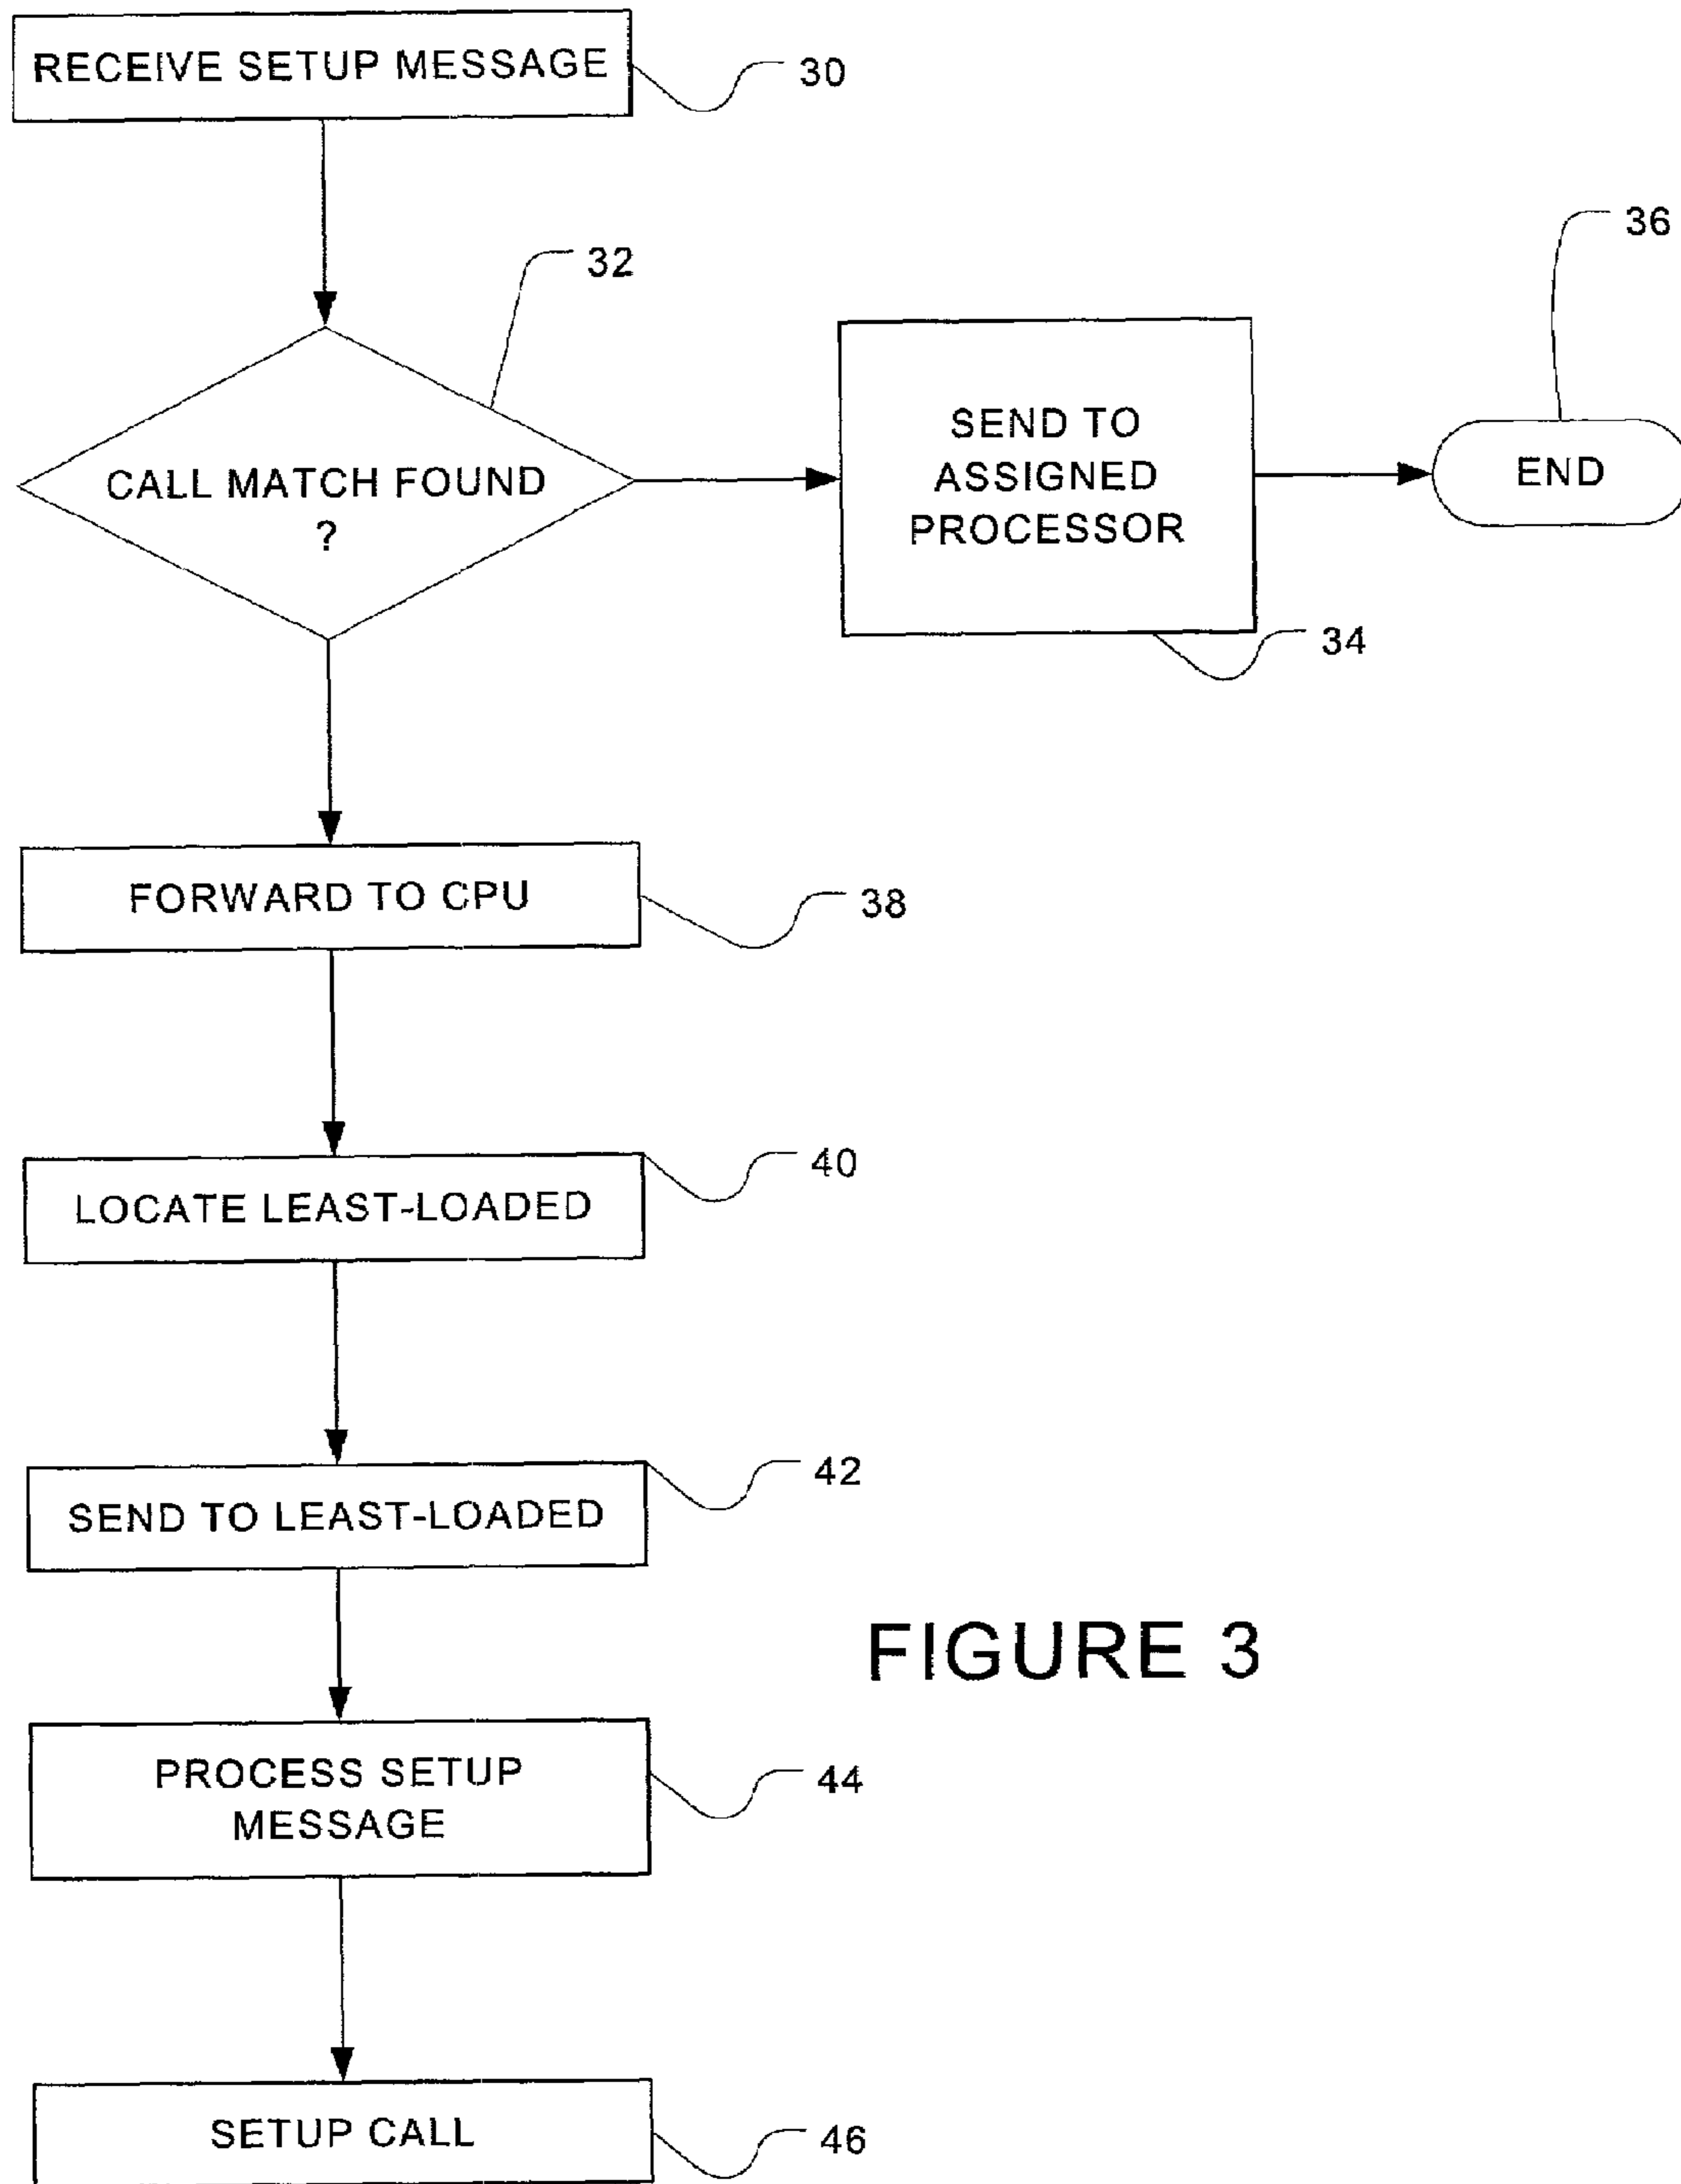 RECEIVE SETUP MESSAGE
30
32
CALL MATCH FOUND
?
SEND TO
ASSIGNED
PROCESSOR
34
36
END
FORWARD TO CPU
38
LOCATE LEAST-LOADED
40
SEND TO LEAST-LOADED
42
FIGURE 3
PROCESS SETUP
MESSAGE
44
SETUP CALL
46